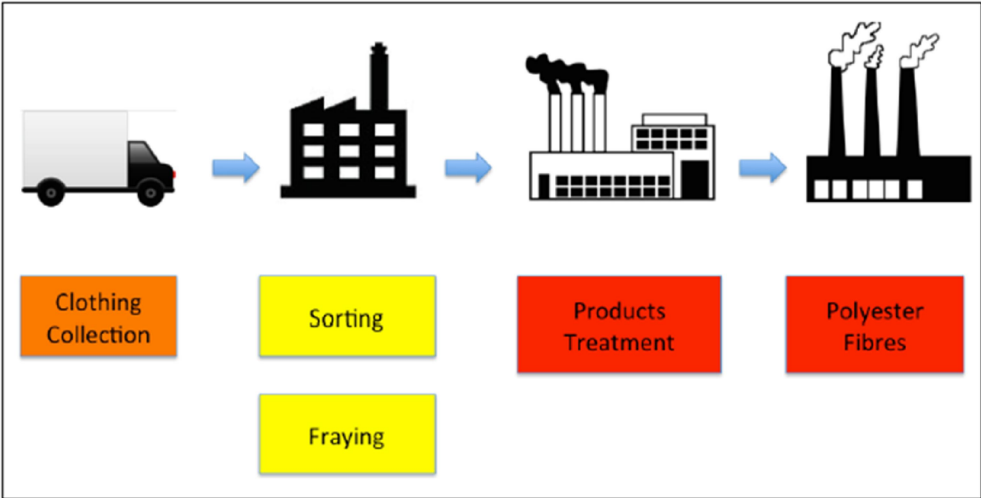 Clothing
Collection
Sorting
Fraying
Products
Treatment
Polyester
Fibres